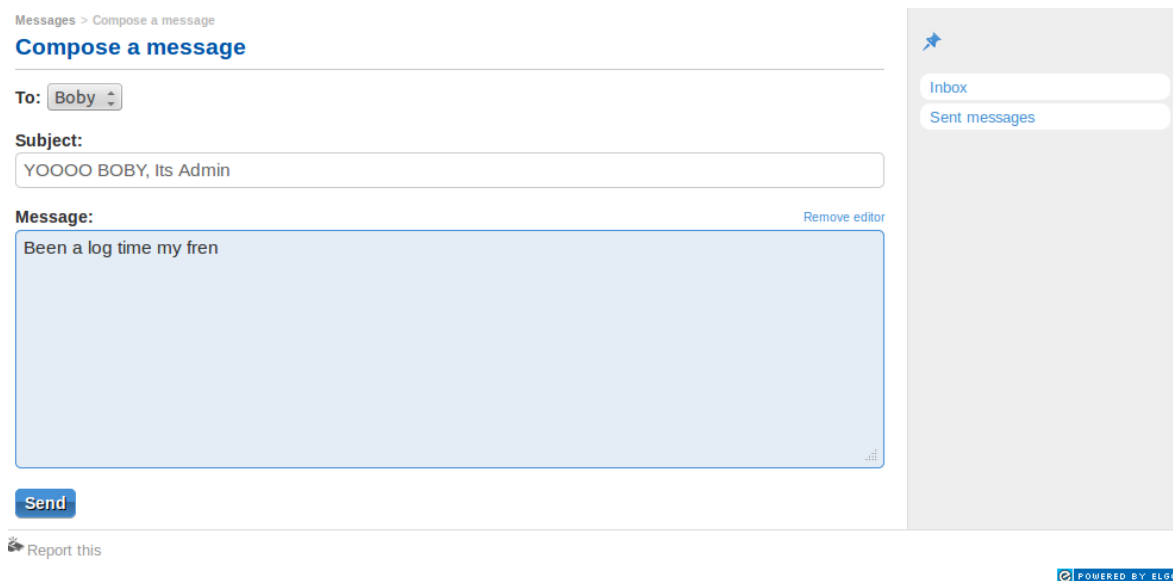 Messages > Compose a message
Compose a message
To: Boby
Subject:
YOOOO BOBY, Its Admin
Message:
Remove editor
Been a log time my fren
Send
Inbox
Sent messages
Report this
POWERED BY ELG